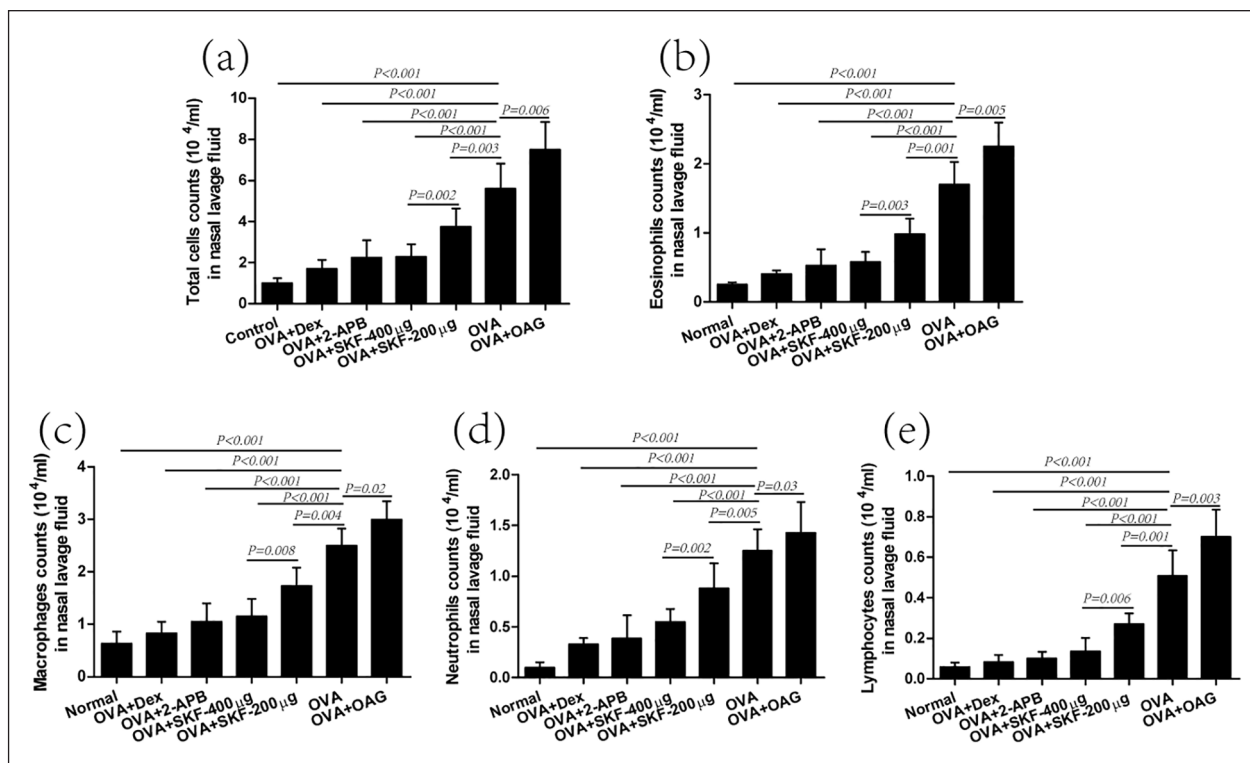 (a)
P<0.001
P<0.001
P<0.001
P=0.006
P<0.001
P=0.003
P=0.002
Total cells counts (10 4/ml)
in nasal lavage fluid
10
8
6
4
2
0
Control
OVA+Dex
OVA+2-APB
OVA+SKF-400μg
OVA+SKF-200μg
OVA
OVA+OAG
(b)
P<0.001
P<0.001
P<0.001
P=0.005
P<0.001
P=0.001
P=0.003
Eosinophils counts (10 4/ml)
in nasal lavage fluid
3
2
1
0
Normal
OVA+Dex
OVA+2-APB
OVA+SKF-400μg
OVA+SKF-200μg
OVA
OVA+OAG
(c)
P<0.001
P<0.001
P<0.001
P=0.02
P<0.001
P=0.004
P=0.008
Macrophages counts (10 4/ml)
in nasal lavage fluid
4
3
2
1
0
Normal
OVA+Dex
OVA+2-APB
OVA+SKF-400μg
OVA+SKF-200μg
OVA
OVA+OAG
(d)
P<0.001
P<0.001
P<0.001
P=0.03
P<0.001
P=0.005
P=0.002
Neutrophils counts (10 4/ml)
in nasal lavage fluid
2.0
1.5
1.0
0.5
0.0
Normal
OVA+Dex
OVA+2-APB
OVA+SKF-400μg
OVA+SKF-200μg
OVA
OVA+OAG
(e)
P<0.001
P<0.001
P<0.001
P=0.003
P<0.001
P=0.001
P=0.006
Lymphocytes counts (10 4/ml)
in nasal lavage fluid
1.0
0.8
0.6
0.4
0.2
0.0
Normal
OVA+Dex
OVA+2-APB
OVA+SKF-400μg
OVA+SKF-200μg
OVA
OVA+OAG